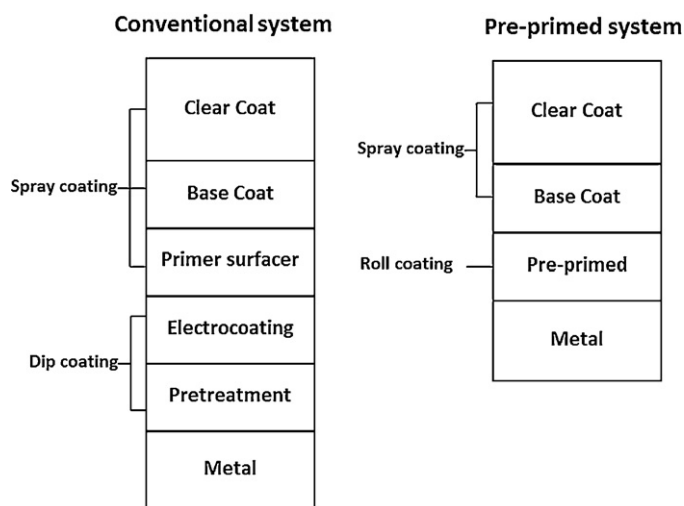 Conventional system
Clear Coat
Spray coating
Base Coat
Primer surfacer
Electrocoating
Dip coating
Pretreatment
Metal
Pre-primed system
Clear Coat
Spray coating
Base Coat
Roll coating
Pre-primed
Metal